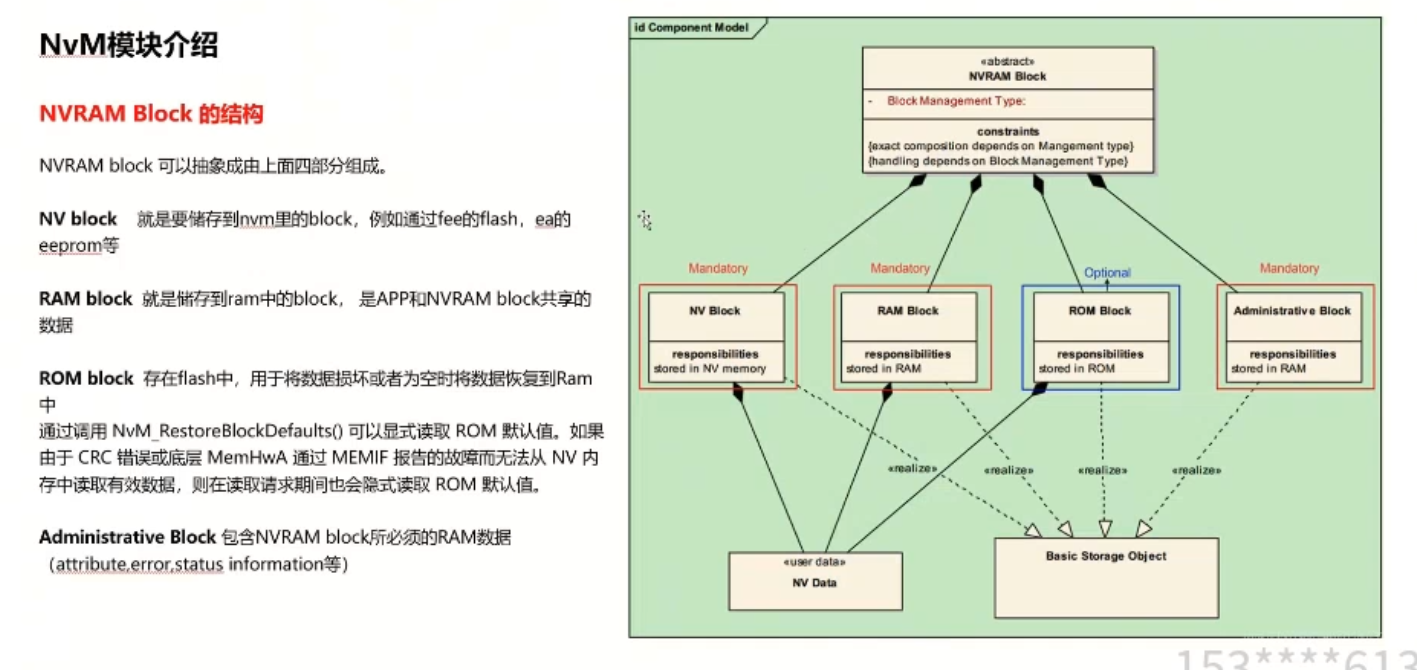 NvM模块介绍
NVRAM Block 的结构
NVRAM block 可以抽象成由上面四部分组成。
NV block 就是要储存到nvm里的block，例如通过fee的flash，ea的
eeprom等
RAM block 就是储存到ram中的block， 是APP和NVRAM block共享的
数据
ROM block 存在flash中，用于将数据损坏或者为空时将数据恢复到Ram
中
通过调用 NvM_RestoreBlockDefaults() 可以显式读取 ROM 默认值。如果
由于 CRC 错误或底层 MemHwA 通过 MEMIF 报告的故障而无法从 NV 内
存中读取有效数据，则在读取请求期间也会隐式读取 ROM 默认值。
Administrative Block 包含NVRAM block所必须的RAM数据
（attribute,error,status information等）
id Component Model
«abstract»
NVRAM Block
- Block Management Type:
constraints
{exact composition depends on Mangement type}
{handling depends on Block Management Type}
Mandatory
Mandatory
Optional
Mandatory
NV Block
responsibilities
stored in NV memory
RAM Block
responsibilities
stored in RAM
ROM Block
responsibilities
stored in ROM
Administrative Block
responsibilities
stored in RAM
«realize»
«realize»
«realize»
«realize»
«user data»
NV Data
Basic Storage Object
153****613